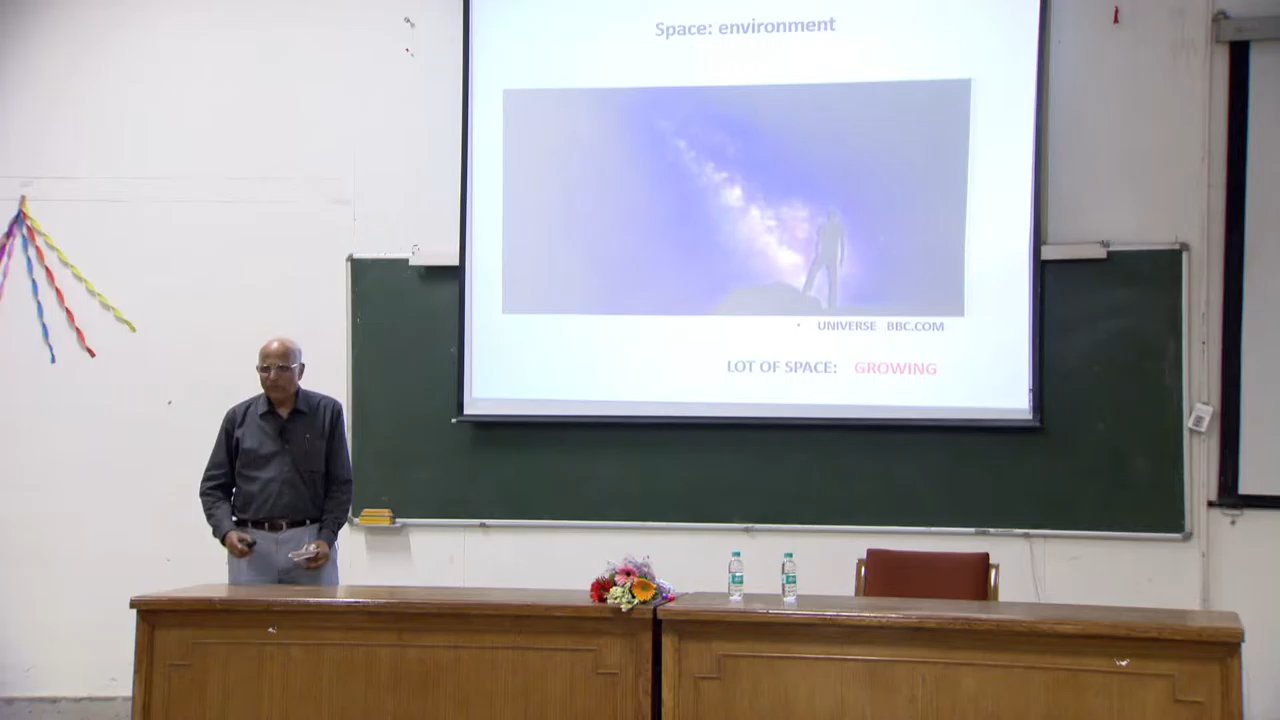 Space: environment
• UNIVERSE BBC.COM
LOT OF SPACE: GROWING